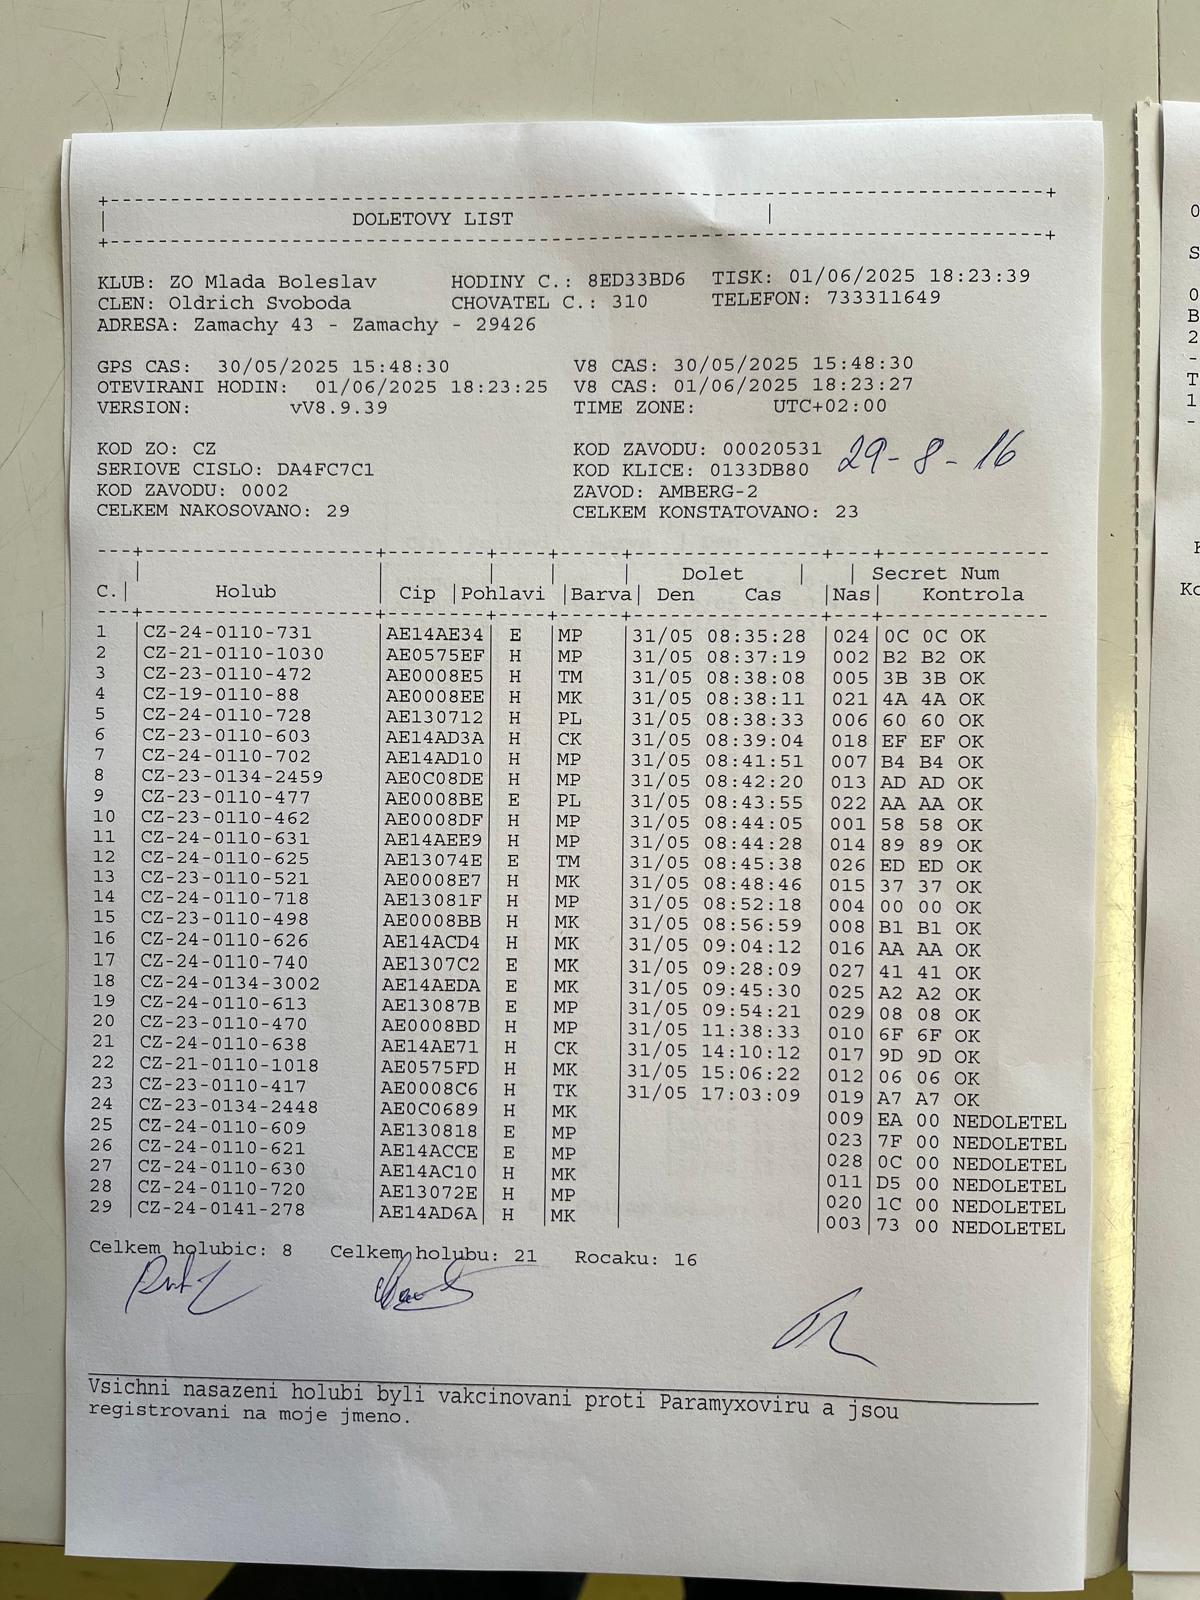 DOLETOVY LIST
KLUB: ZO Mlada Boleslav HODINY C.: 8ED33BD6 TISK: 01/06/2025 18:23:39
CLEN: Oldrich Svoboda CHOVATEL C.: 310 TELEFON: 733311649
ADRESA: Zamachy 43 - Zamachy - 29426
GPS CAS: 30/05/2025 15:48:30 V8 CAS: 30/05/2025 15:48:30
OTEVIRANI HODIN: 01/06/2025 18:23:25 V8 CAS: 01/06/2025 18:23:27
VERSION: vV8.9.39 TIME ZONE: UTC+02:00
KOD ZO: CZ KOD ZAVODU: 00020531 29-8-16
SERIOVE CISLO: DA4FC7C1 KOD KLICE: 0133DB80
KOD ZAVODU: 0002 ZAVOD: AMBERG-2
CELKEM NAKOSOVANO: 29 CELKEM KONSTATOVANO: 23
Dolet Secret Num
C. Holub Cip Pohlavi Barva Den Cas Nas Kontrola
1 CZ-24-0110-731 AE14AE34 E MP 31/05 08:35:28 024 0C 0C OK
2 CZ-21-0110-1030 AE0575EF H MP 31/05 08:37:19 002 B2 B2 OK
3 CZ-23-0110-472 AE0008E5 H TM 31/05 08:38:08 005 3B 3B OK
4 CZ-19-0110-88 AE0008EE H MK 31/05 08:38:11 021 4A 4A OK
5 CZ-24-0110-728 AE130712 H PL 31/05 08:38:33 006 60 60 OK
6 CZ-23-0110-603 AE14AD3A H CK 31/05 08:39:04 018 EF EF OK
7 CZ-24-0110-702 AE14AD10 H MP 31/05 08:41:51 007 B4 B4 OK
8 CZ-23-0134-2459 AE0C08DE H MP 31/05 08:42:20 013 AD AD OK
9 CZ-23-0110-477 AE0008BE E PL 31/05 08:43:55 022 AA AA OK
10 CZ-23-0110-462 AE0008DF H MP 31/05 08:44:05 001 58 58 OK
11 CZ-24-0110-631 AE14AEE9 H MP 31/05 08:44:28 014 89 89 OK
12 CZ-24-0110-625 AE13074E E TM 31/05 08:45:38 026 ED ED OK
13 CZ-23-0110-521 AE0008E7 H MK 31/05 08:48:46 015 37 37 OK
14 CZ-24-0110-718 AE13081F H MP 31/05 08:52:18 004 00 00 OK
15 CZ-23-0110-498 AE0008BB H MK 31/05 08:56:59 008 B1 B1 OK
16 CZ-24-0110-626 AE14ACD4 H MK 31/05 09:04:12 016 AA AA OK
17 CZ-24-0110-740 AE1307C2 E MK 31/05 09:28:09 027 41 41 OK
18 CZ-24-0134-3002 AE14AEDA E MK 31/05 09:45:30 025 A2 A2 OK
19 CZ-24-0110-613 AE13087B E MP 31/05 09:54:21 029 08 08 OK
20 CZ-23-0110-470 AE0008BD H MP 31/05 11:38:33 010 6F 6F OK
21 CZ-24-0110-638 AE14AE71 H CK 31/05 14:10:12 017 9D 9D OK
22 CZ-21-0110-1018 AE0575FD H MK 31/05 15:06:22 012 06 06 OK
23 CZ-23-0110-417 AE0008C6 H TK 31/05 17:03:09 019 A7 A7 OK
24 CZ-23-0134-2448 AE0C0689 H MK 009 EA 00 NEDOLETEL
25 CZ-24-0110-609 AE130818 E MP 023 7F 00 NEDOLETEL
26 CZ-24-0110-621 AE14ACCE E MP 028 0C 00 NEDOLETEL
27 CZ-24-0110-630 AE14AC10 H MK 011 D5 00 NEDOLETEL
28 CZ-24-0110-720 AE13072E H MP 020 1C 00 NEDOLETEL
29 CZ-24-0141-278 AE14AD6A H MK 003 73 00 NEDOLETEL
Celkem holubic: 8 Celkem holubu: 21 Rocaku: 16
Vsichni nasazeni holubi byli vakcinovani proti Paramyxoviru a jsou
registrovani na moje jmeno.